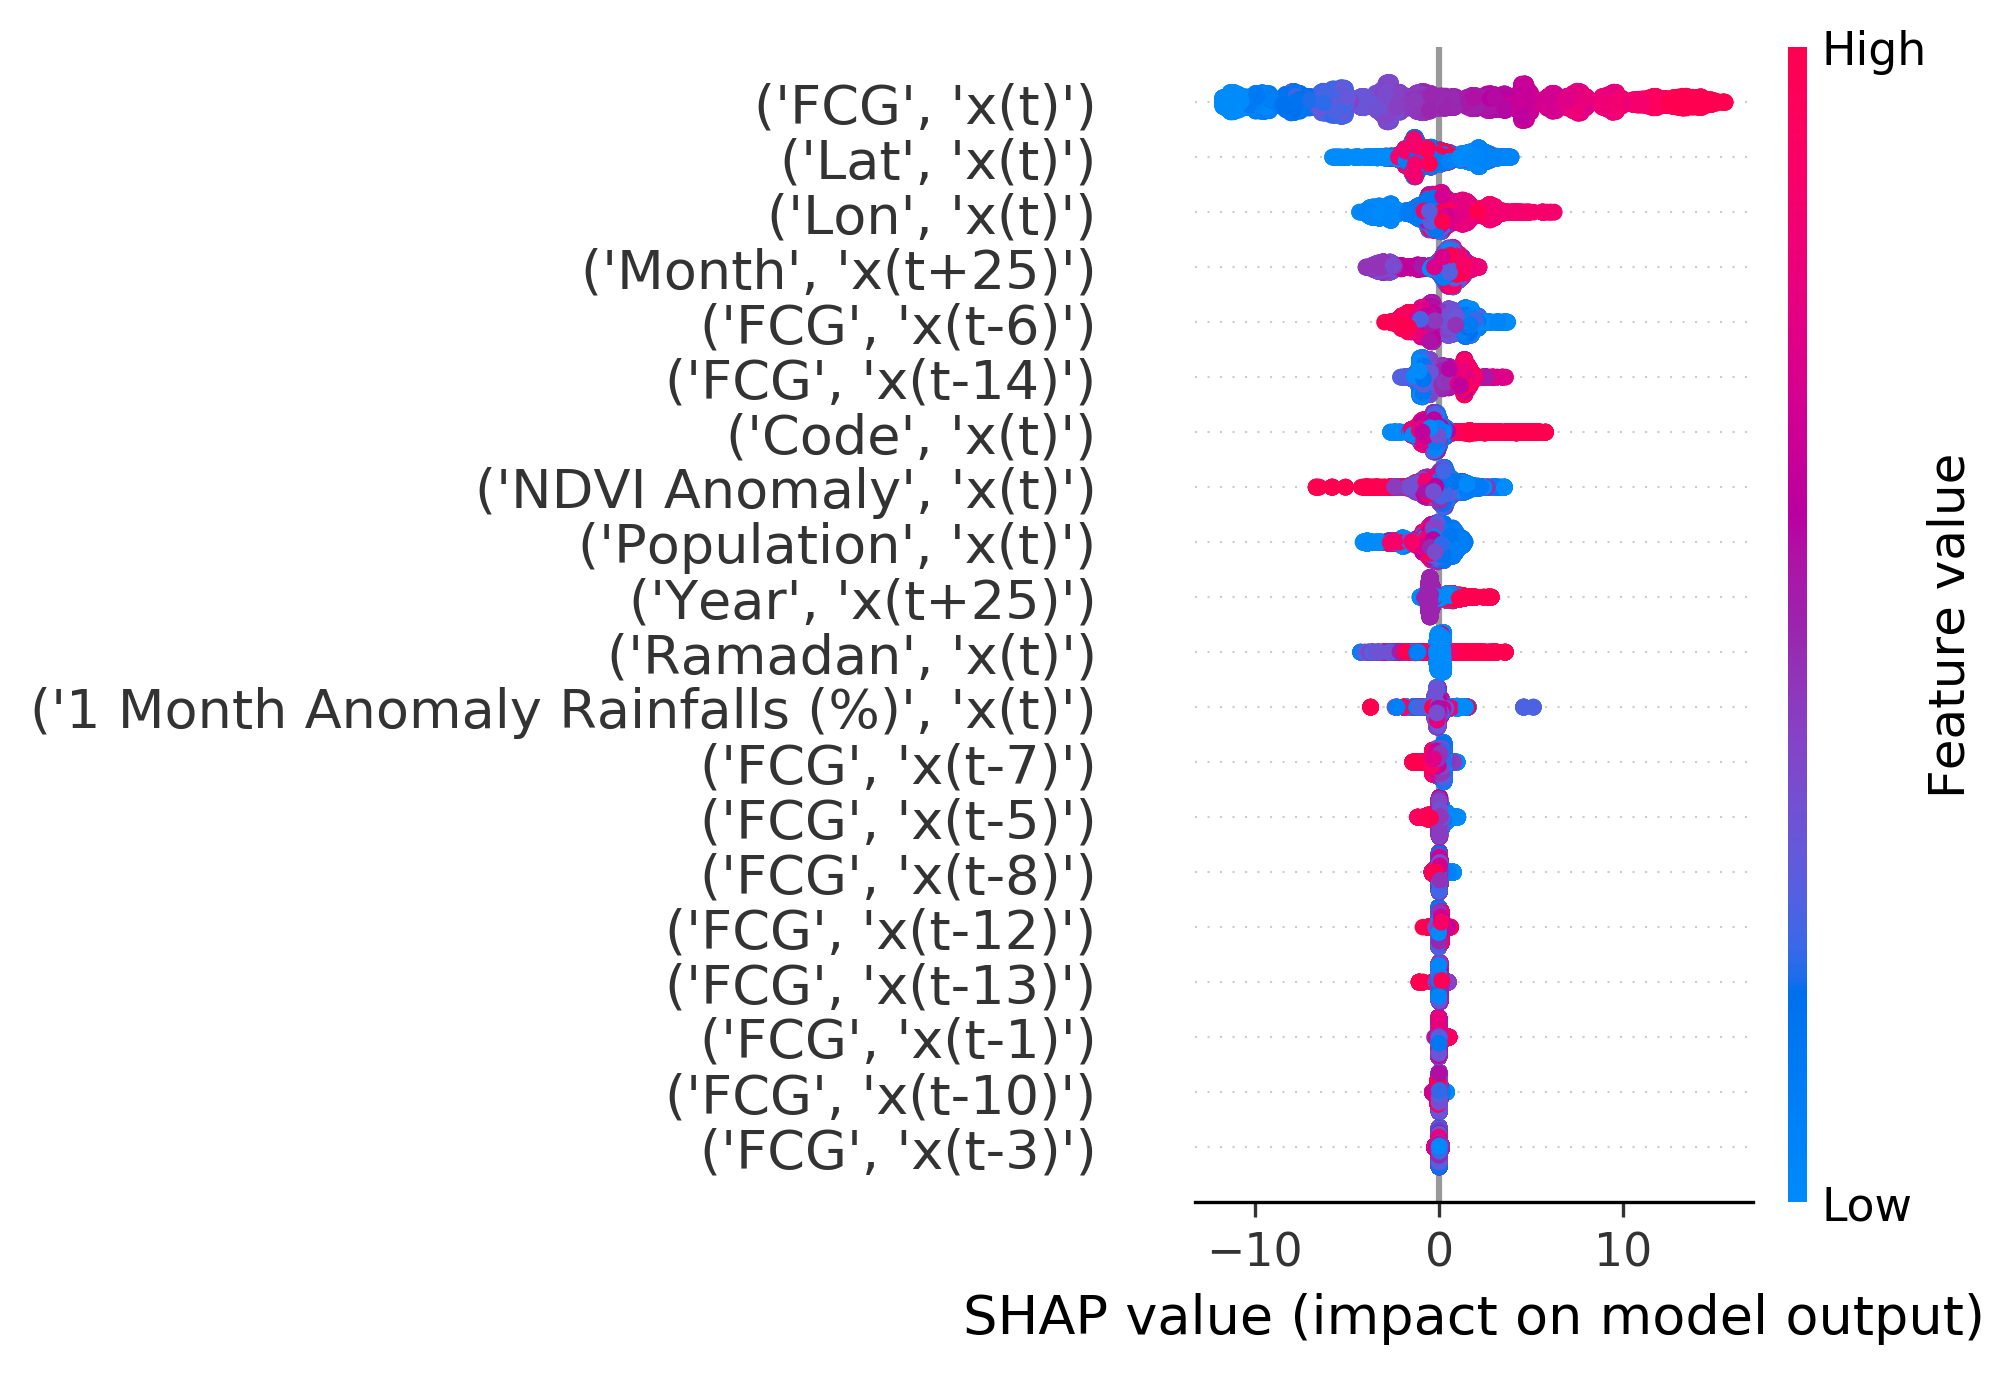 High
('FCG', 'x(t)')
('Lat', 'x(t)')
('Lon', 'x(t)')
('Month', 'x(t+25)')
('FCG', 'x(t-6)')
('FCG', 'x(t-14)')
('Code', 'x(t)')
('NDVI Anomaly', 'x(t)')
('Population', 'x(t)')
('Year', 'x(t+25)')
('Ramadan', 'x(t)')
('1 Month Anomaly Rainfalls (%)', 'x(t)')
('FCG', 'x(t-7)')
('FCG', 'x(t-5)')
('FCG', 'x(t-8)')
('FCG', 'x(t-12)')
('FCG', 'x(t-13)')
('FCG', 'x(t-1)')
('FCG', 'x(t-10)')
('FCG', 'x(t-3)')
Feature value
Low
−10 0 10
SHAP value (impact on model output)